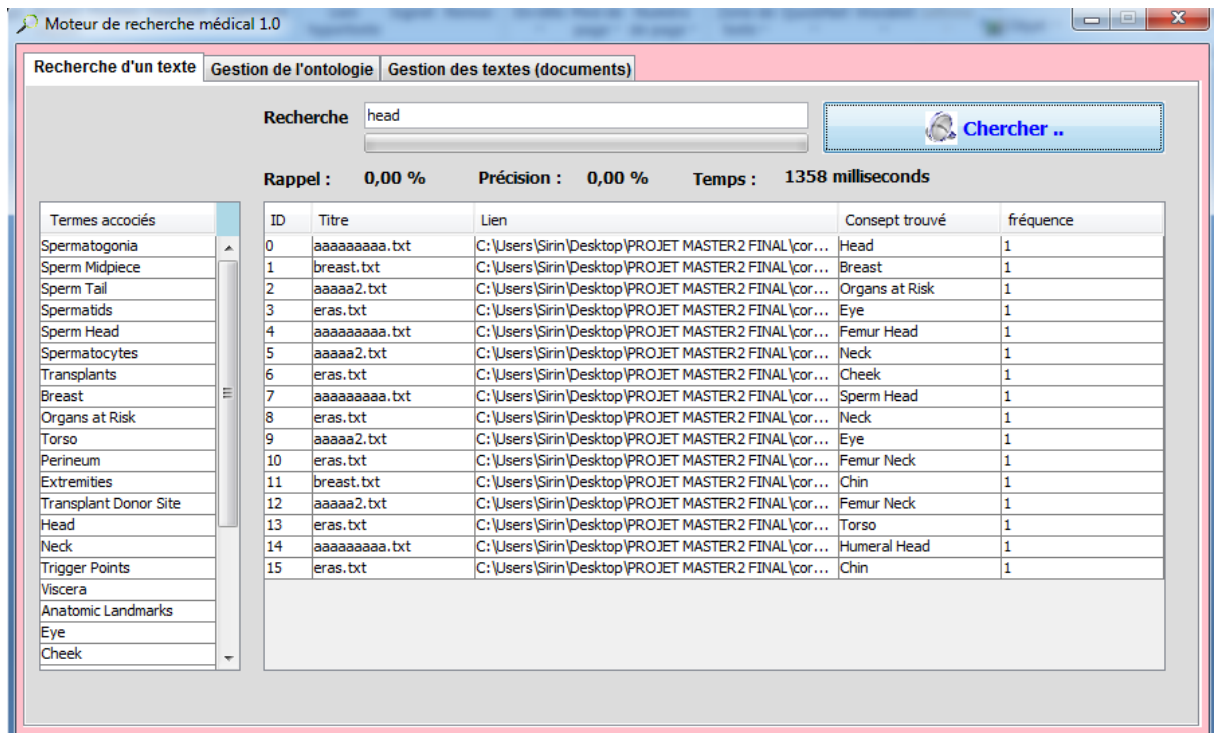 Moteur de recherche médical 1.0
Recherche d'un texte Gestion de l'ontologie Gestion des textes (documents)
Recherche head Chercher ..
Rappel : 0,00 % Précision : 0,00 % Temps : 1358 milliseconds
Termes accociés
Spermatogonia
Sperm Midpiece
Sperm Tail
Spermatids
Sperm Head
Spermatocytes
Transplants
Breast
Organs at Risk
Torso
Perineum
Extremities
Transplant Donor Site
Head
Neck
Trigger Points
Viscera
Anatomic Landmarks
Eye
Cheek
ID Titre Lien Consept trouvé fréquence
0 aaaaaaaaa.txt C:\Users\Sirin\Desktop\PROJET MASTER2 FINAL\cor... Head 1
1 breast.txt C:\Users\Sirin\Desktop\PROJET MASTER2 FINAL\cor... Breast 1
2 aaaaa2.txt C:\Users\Sirin\Desktop\PROJET MASTER2 FINAL\cor... Organs at Risk 1
3 eras.txt C:\Users\Sirin\Desktop\PROJET MASTER2 FINAL\cor... Eye 1
4 aaaaaaaaa.txt C:\Users\Sirin\Desktop\PROJET MASTER2 FINAL\cor... Femur Head 1
5 aaaaa2.txt C:\Users\Sirin\Desktop\PROJET MASTER2 FINAL\cor... Neck 1
6 eras.txt C:\Users\Sirin\Desktop\PROJET MASTER2 FINAL\cor... Cheek 1
7 aaaaaaaaa.txt C:\Users\Sirin\Desktop\PROJET MASTER2 FINAL\cor... Sperm Head 1
8 eras.txt C:\Users\Sirin\Desktop\PROJET MASTER2 FINAL\cor... Neck 1
9 aaaaa2.txt C:\Users\Sirin\Desktop\PROJET MASTER2 FINAL\cor... Eye 1
10 eras.txt C:\Users\Sirin\Desktop\PROJET MASTER2 FINAL\cor... Femur Neck 1
11 breast.txt C:\Users\Sirin\Desktop\PROJET MASTER2 FINAL\cor... Chin 1
12 aaaaa2.txt C:\Users\Sirin\Desktop\PROJET MASTER2 FINAL\cor... Femur Neck 1
13 eras.txt C:\Users\Sirin\Desktop\PROJET MASTER2 FINAL\cor... Torso 1
14 aaaaaaaaa.txt C:\Users\Sirin\Desktop\PROJET MASTER2 FINAL\cor... Humeral Head 1
15 eras.txt C:\Users\Sirin\Desktop\PROJET MASTER2 FINAL\cor... Chin 1